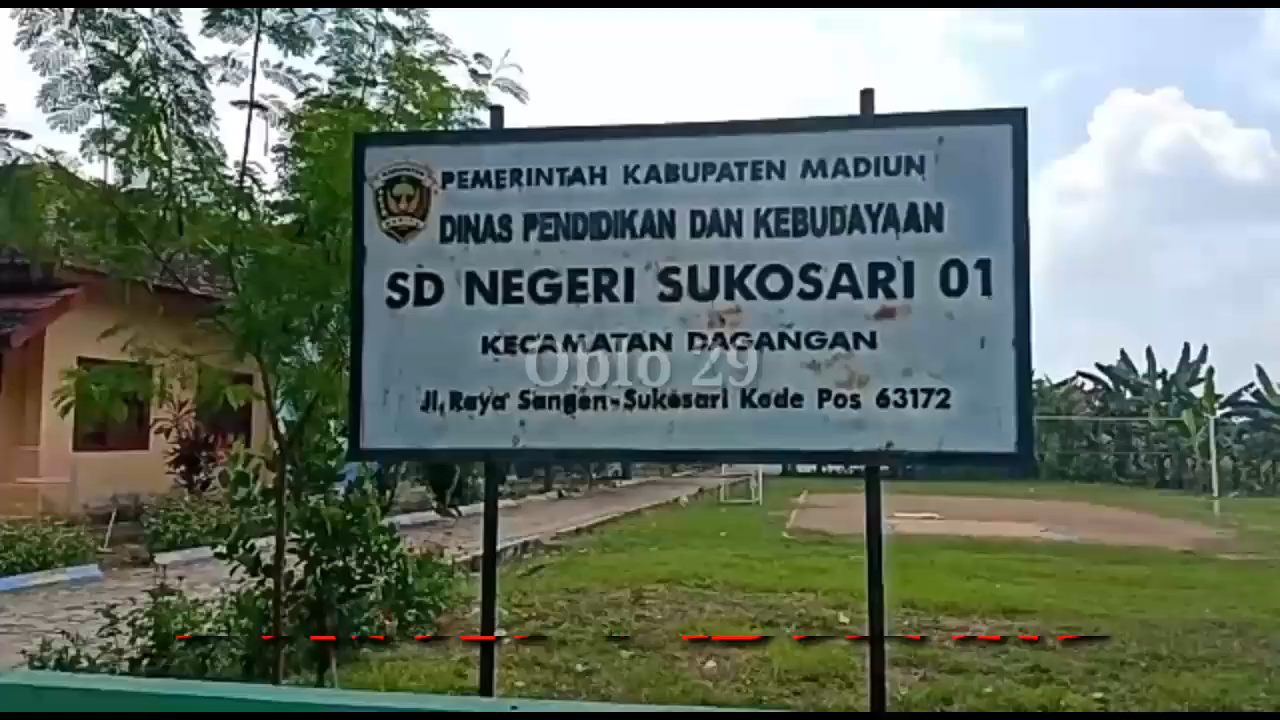 PEMERINTAH KABUPATEN MADIUN
DINAS PENDIDIKAN DAN KEBUDAYAAN
SD NEGERI SUKOSARI 01
KECAMATAN DAGANGAN
Oblo 29
Jl. Raya Sangen-Sukosari Kode Pos 63172